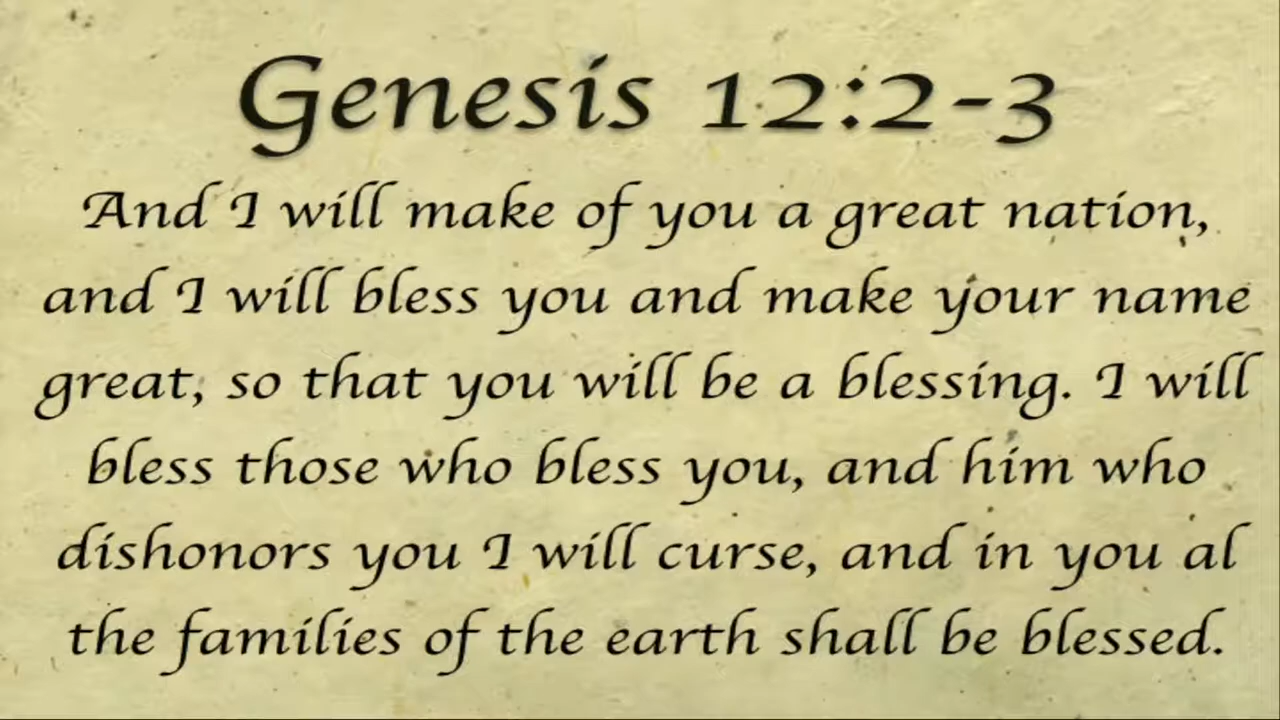 Genesis 12:2-3
And I will make of you a great nation,
and I will bless you and make your name
great, so that you will be a blessing. I will
bless those who bless you, and him who
dishonors you I will curse, and in you al
the families of the earth shall be blessed.